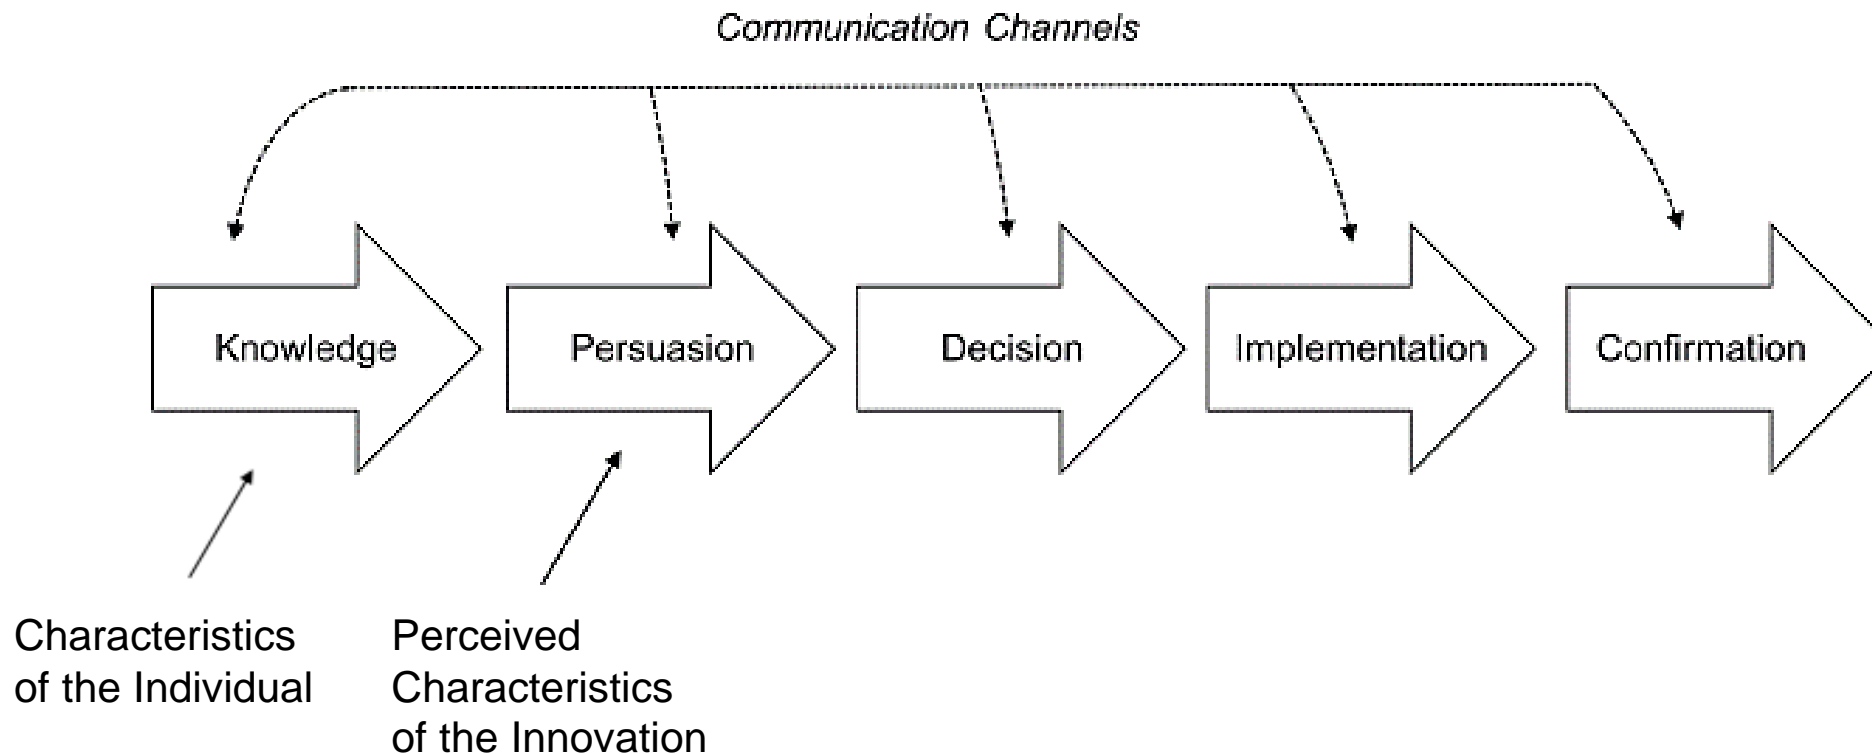 Communication Channels
Knowledge
Persuasion
Decision
Implementation
Confirmation
Characteristics
of the Individual
Perceived
Characteristics
of the Innovation